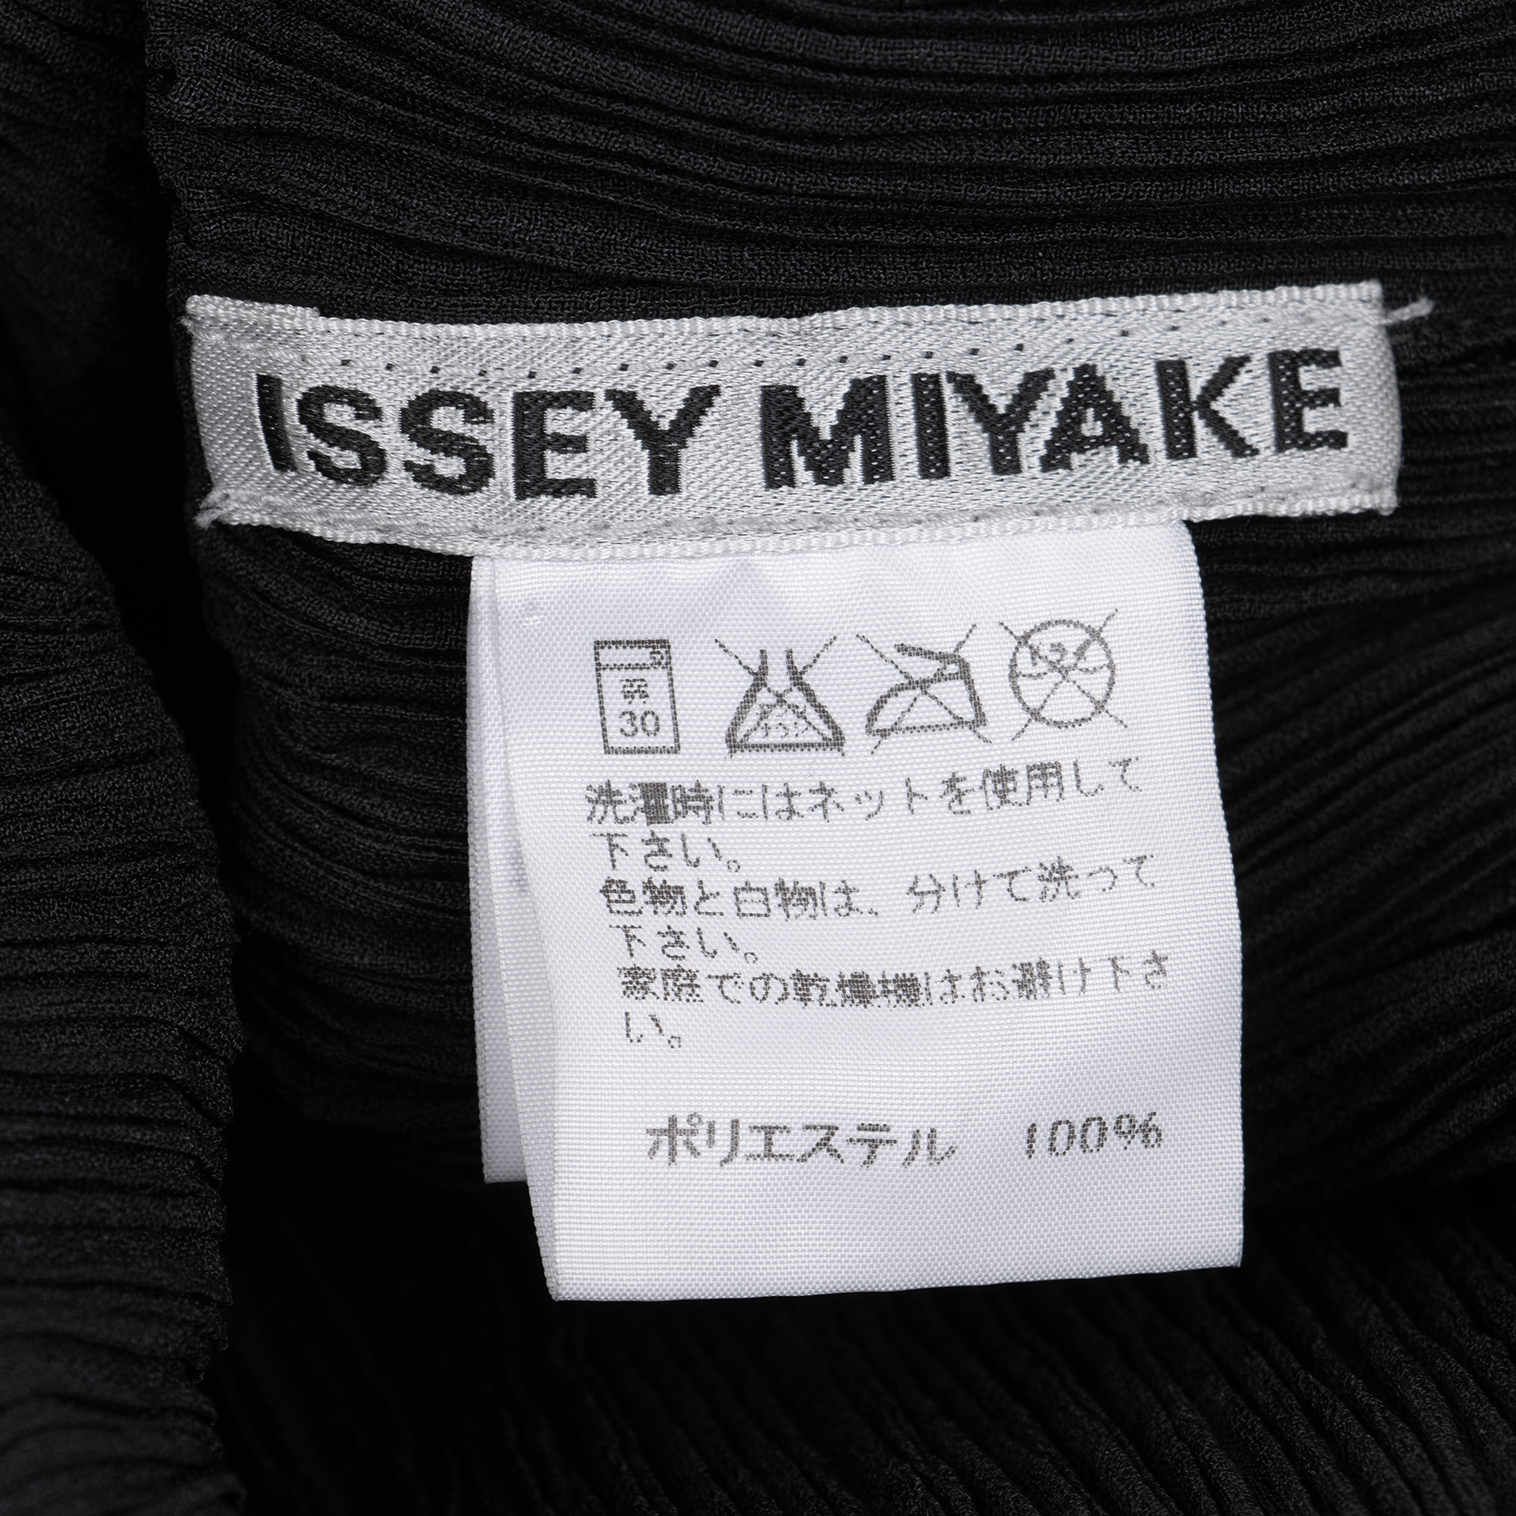 ISSEY MIYAKE
弱
30
洗濯時にはネットを使用して
下さい。
色物と白物は、分けて洗って
下さい。
家庭での乾燥機はお避け下さ
い。
ポリエステル 100%